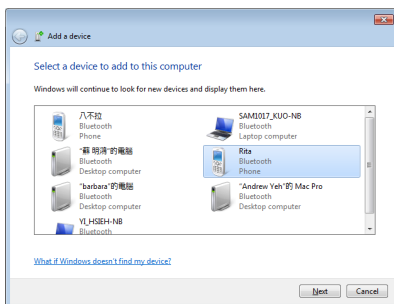 Add a device
Select a device to add to this computer
Windows will continue to look for new devices and display them here.
八不拉
Bluetooth
Phone
SAM1017_KUO-NB
Bluetooth
Laptop computer
"蘇 明鴻"的電腦
Bluetooth
Desktop computer
Rita
Bluetooth
Phone
"barbara"的電腦
Bluetooth
Desktop computer
"Andrew Yeh"的 Mac Pro
Bluetooth
Desktop computer
YI_HSIEH-NB
Bluetooth
What if Windows doesn't find my device?
Next
Cancel